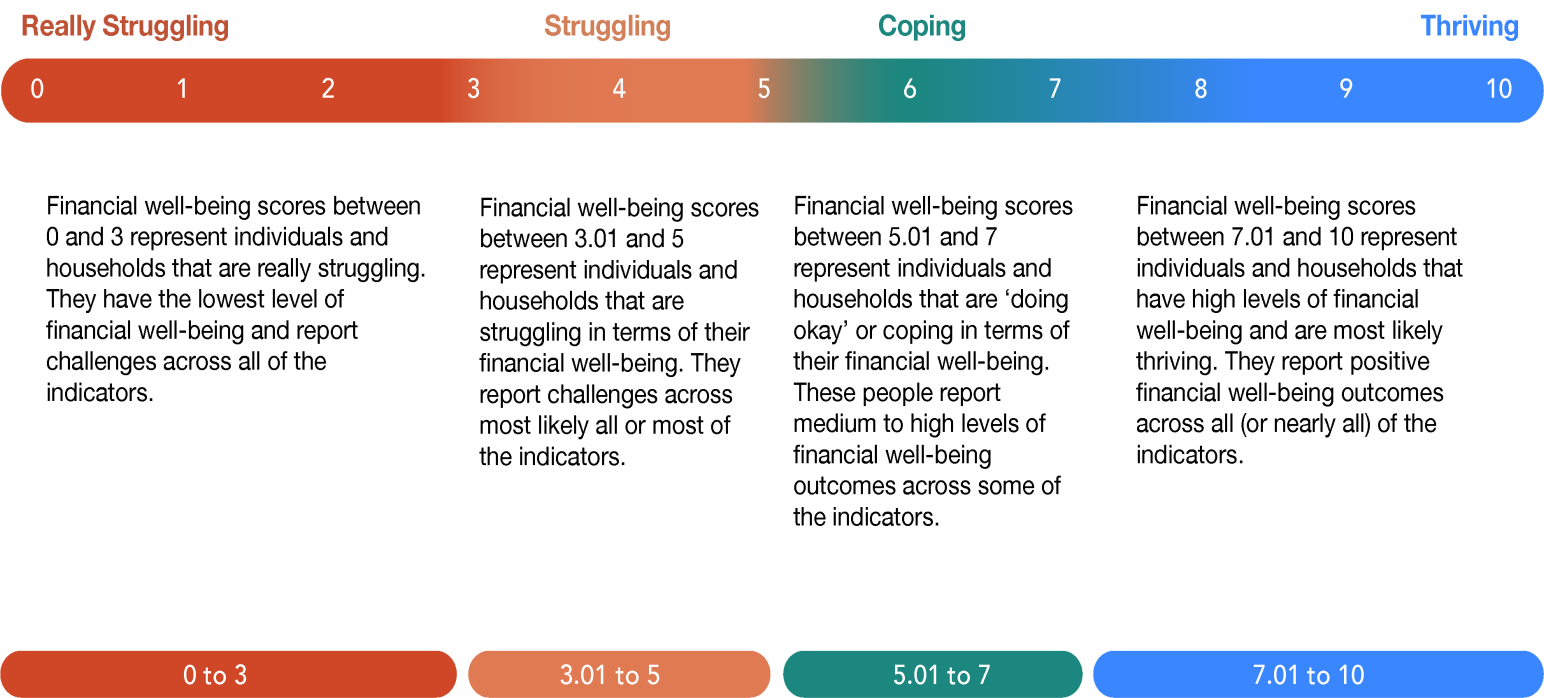 Really Struggling
Struggling
Coping
Thriving
0 1 2 3 4 5 6 7 8 9 10
Financial well-being scores between
0 and 3 represent individuals and
households that are really struggling.
They have the lowest level of
financial well-being and report
challenges across all of the
indicators.
Financial well-being scores
between 3.01 and 5
represent individuals and
households that are
struggling in terms of their
financial well-being. They
report challenges across
most likely all or most of
the indicators.
Financial well-being scores
between 5.01 and 7
represent individuals and
households that are ‘doing
okay’ or coping in terms of
their financial well-being.
These people report
medium to high levels of
financial well-being
outcomes across some of
the indicators.
Financial well-being scores
between 7.01 and 10 represent
individuals and households that
have high levels of financial
well-being and are most likely
thriving. They report positive
financial well-being outcomes
across all (or nearly all) of the
indicators.
0 to 3
3.01 to 5
5.01 to 7
7.01 to 10